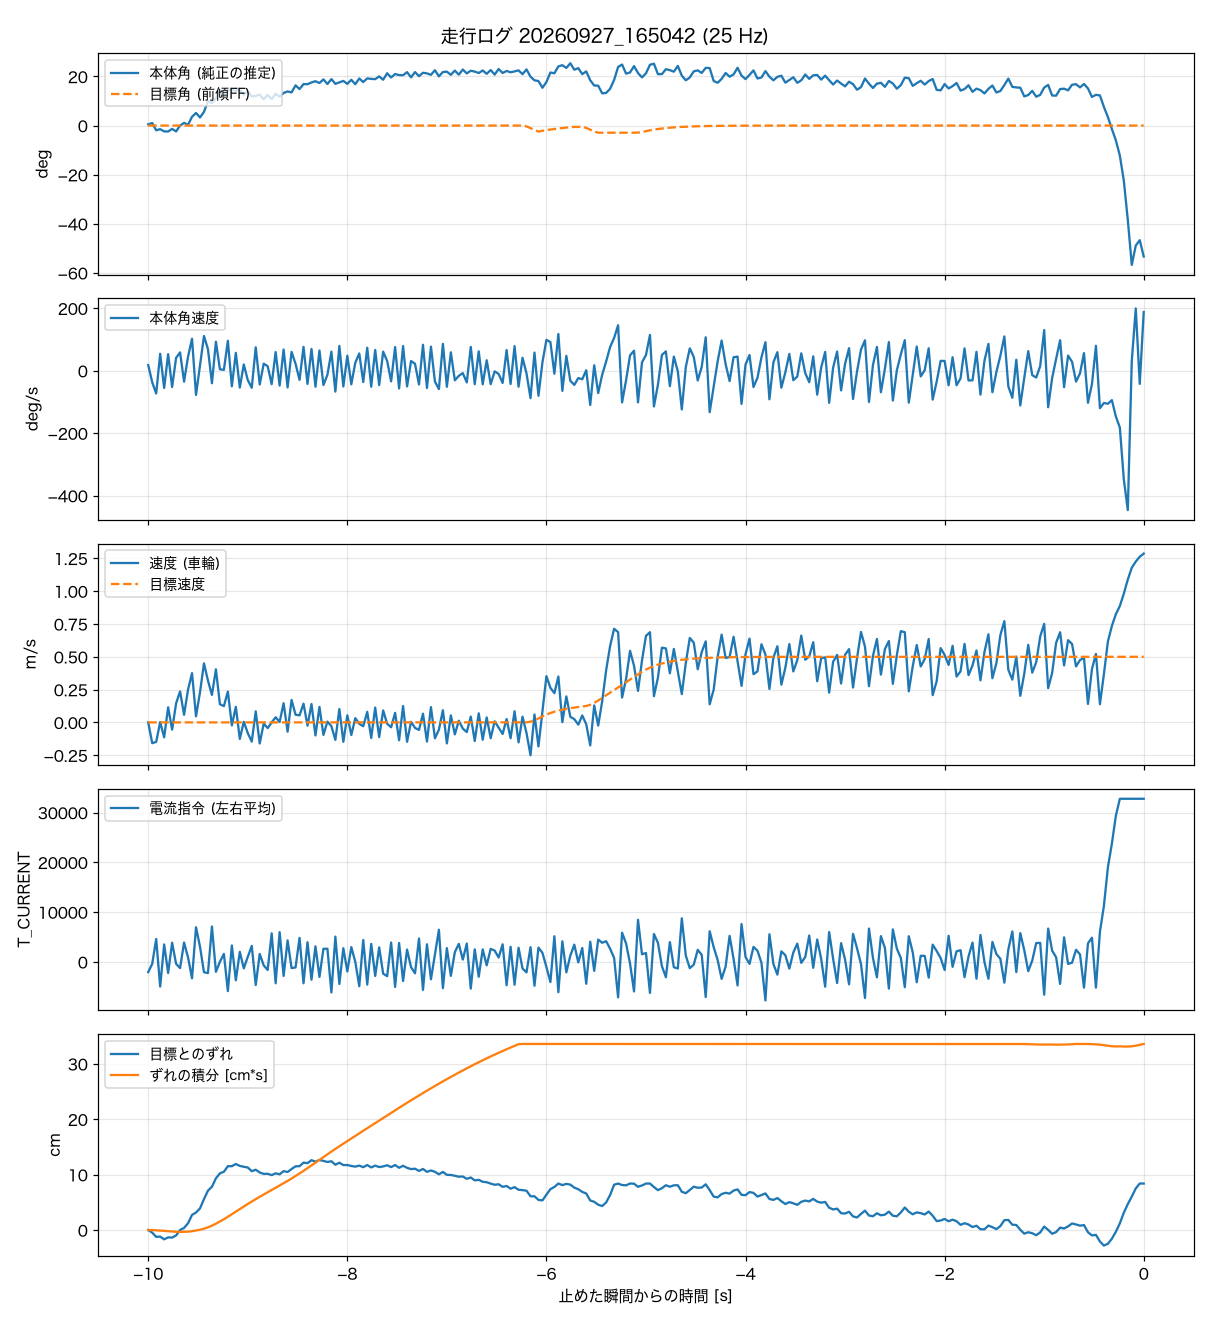 走行ログ 20260927_165042 (25 Hz)
本体角 (純正の推定)
目標角 (前傾FF)
20
0
−20
−40
−60
deg
本体角速度
200
0
−200
−400
deg/s
速度 (車輪)
目標速度
1.25
1.00
0.75
0.50
0.25
0.00
−0.25
m/s
電流指令 (左右平均)
30000
20000
10000
0
T_CURRENT
目標とのずれ
ずれの積分 [cm*s]
30
20
10
0
cm
−10 −8 −6 −4 −2 0
止めた瞬間からの時間 [s]